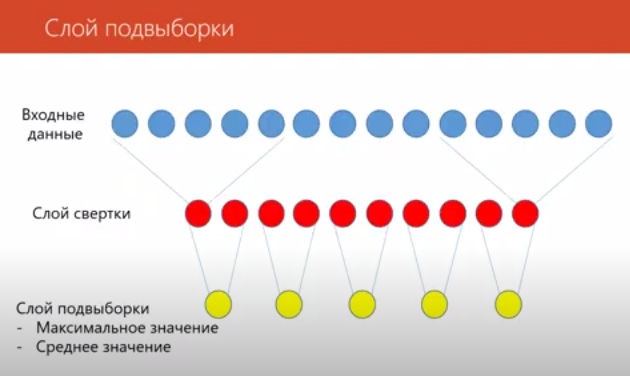 Слой подвыборки
Входные
данные
Слой свертки
Слой подвыборки
- Максимальное значение
- Среднее значение